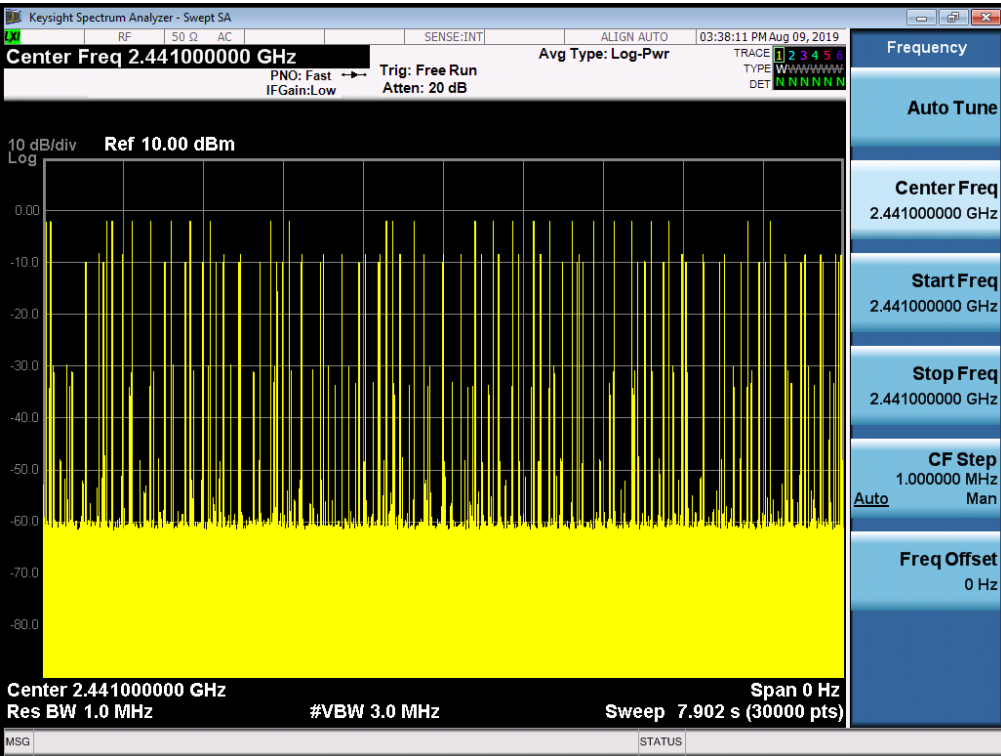 Keysight Spectrum Analyzer - Swept SA
LXI RF 50 Ω AC SENSE:INT ALIGN AUTO 03:38:11 PM Aug 09, 2019
Center Freq 2.441000000 GHz
PNO: Fast
IFGain:Low
Trig: Free Run
Atten: 20 dB
Avg Type: Log-Pwr
TRACE 1 2 3 4 5 6
TYPE WWWWWW
DET N N N N N N
Frequency
Auto Tune
Center Freq
2.441000000 GHz
Start Freq
2.441000000 GHz
Stop Freq
2.441000000 GHz
CF Step
1.000000 MHz
Auto Man
Freq Offset
0 Hz
10 dB/div Ref 10.00 dBm
Log
0.00
-10.0
-20.0
-30.0
-40.0
-50.0
-60.0
-70.0
-80.0
Center 2.441000000 GHz Span 0 Hz
Res BW 1.0 MHz #VBW 3.0 MHz Sweep 7.902 s (30000 pts)
MSG STATUS